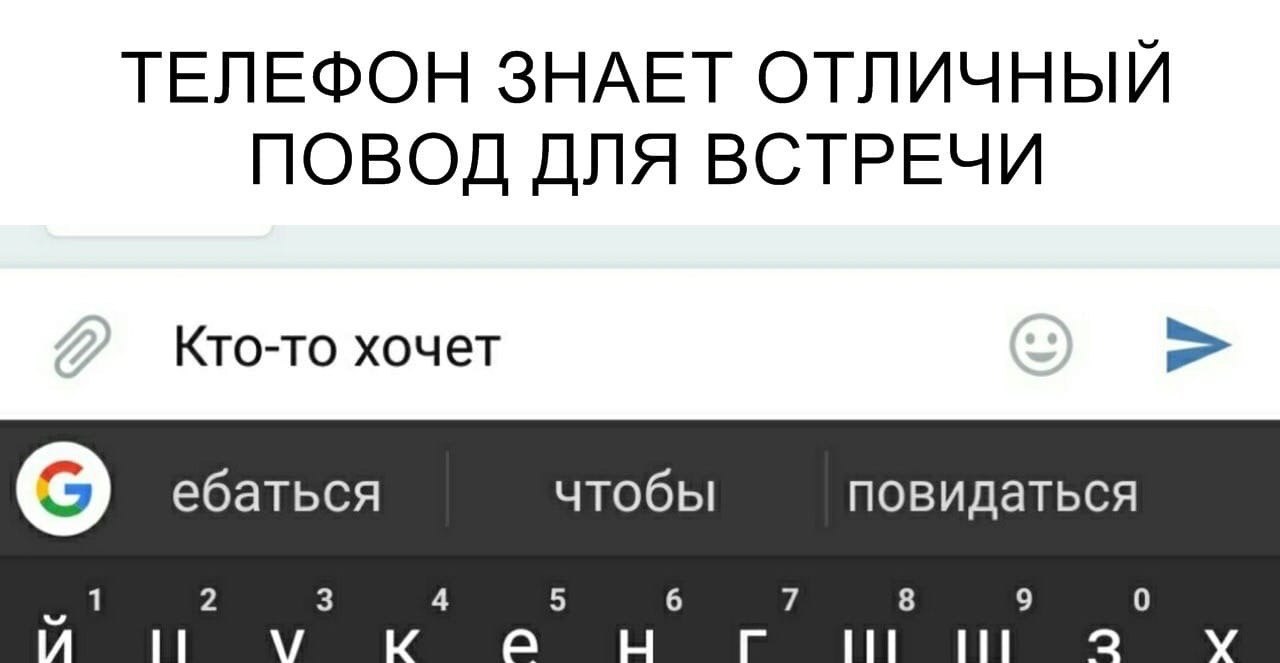 ТЕЛЕФОН ЗНАЕТ ОТЛИЧНЫЙ
ПОВОД ДЛЯ ВСТРЕЧИ
Кто-то хочет
G ебаться чтобы повидаться
1 2 3 4 5 6 7 8 9 0
й ц у к е н г ш щ з х